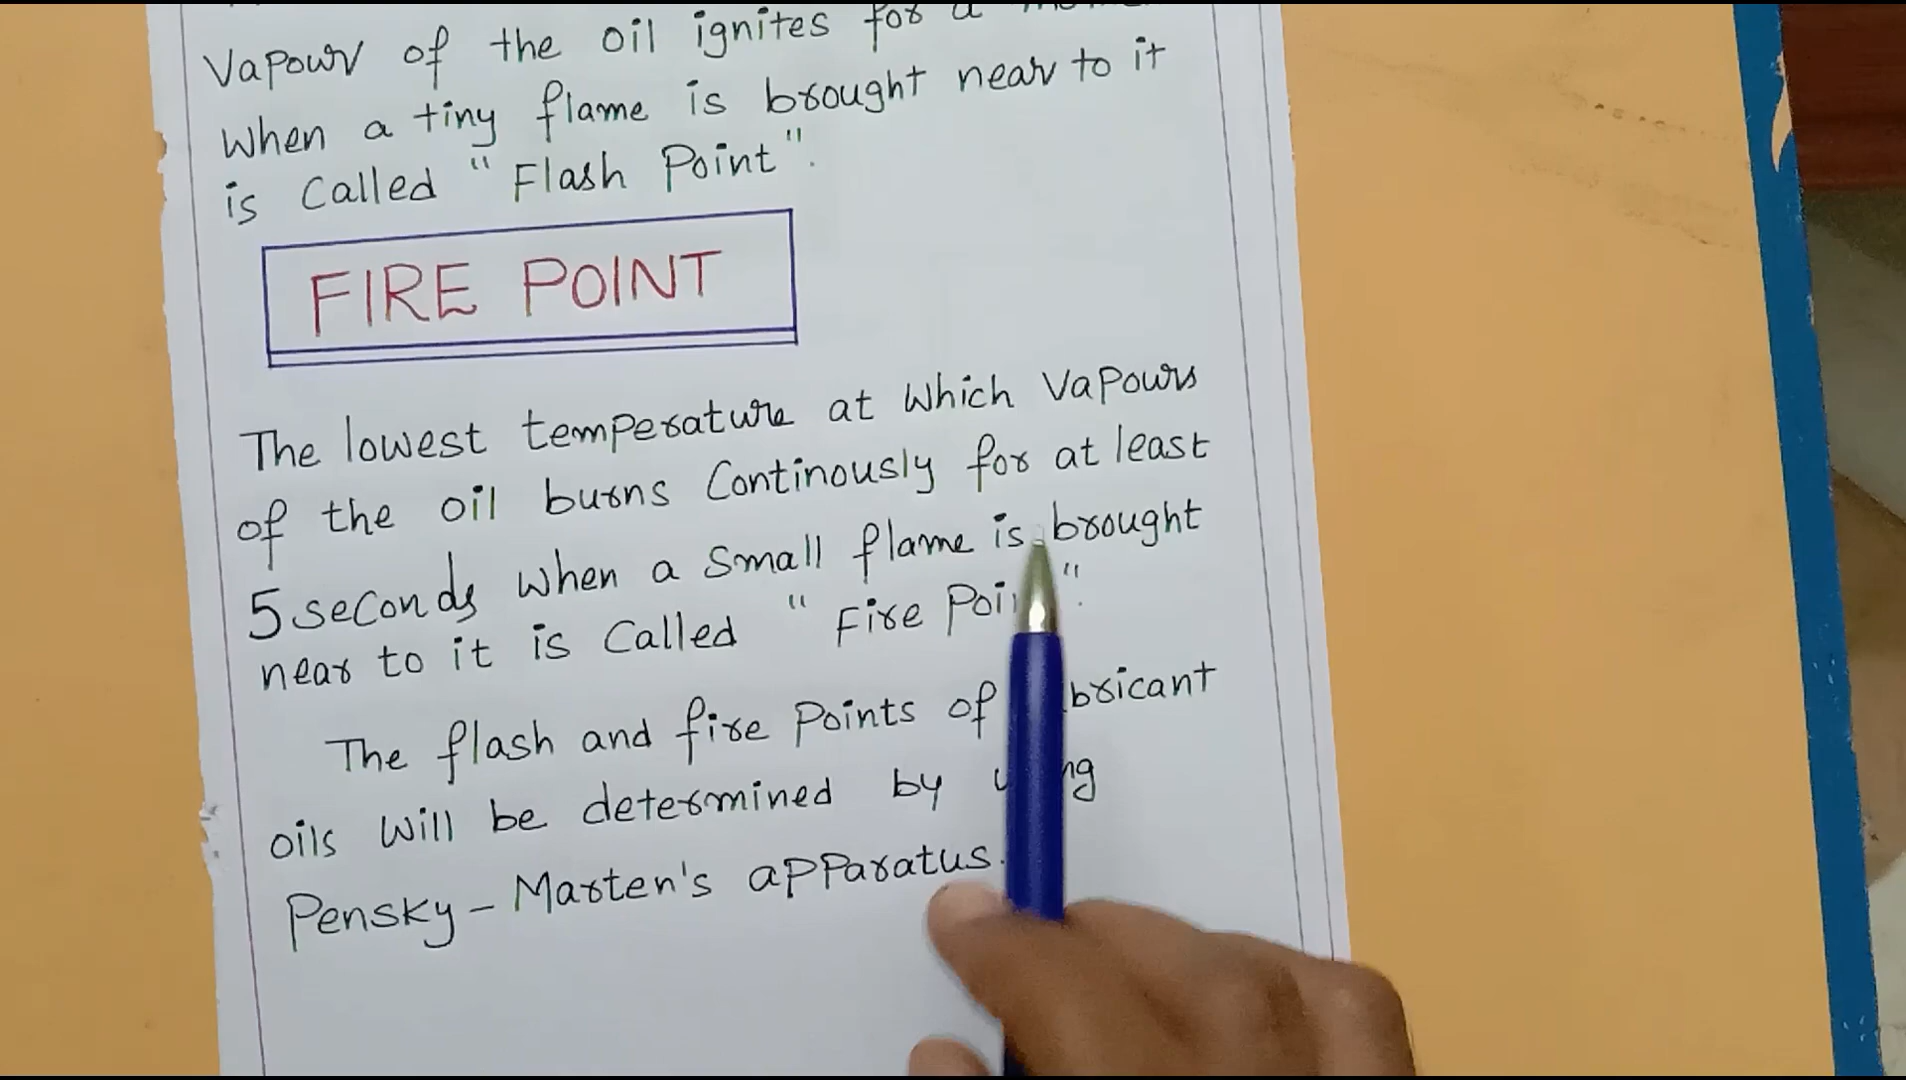 Vapour of the oil ignites for a
When a tiny flame is brought near to it
is Called "Flash Point".
FIRE POINT
The lowest temperature at Which Vapours
of the oil burns Continously for at least
5 seconds when a Small flame is brought
near to it is Called "Fire Point".
The flash and fire Points of
oils will be determined by
Pensky-Marten's apparatus.